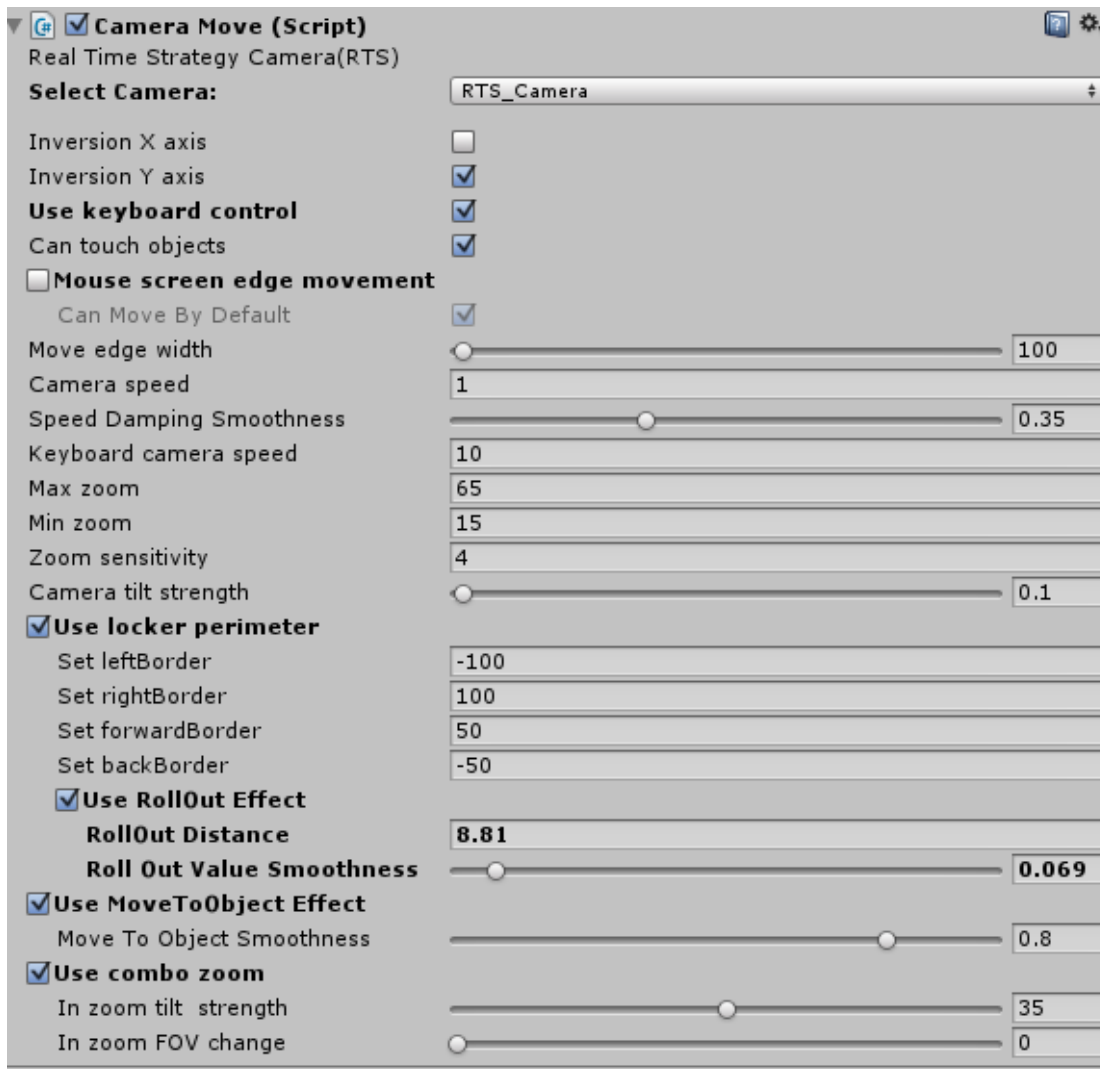 Camera Move (Script)
Real Time Strategy Camera(RTS)
Select Camera: RTS_Camera
Inversion X axis
Inversion Y axis
Use keyboard control
Can touch objects
Mouse screen edge movement
Can Move By Default
Move edge width 100
Camera speed 1
Speed Damping Smoothness 0.35
Keyboard camera speed 10
Max zoom 65
Min zoom 15
Zoom sensitivity 4
Camera tilt strength 0.1
Use locker perimeter
Set leftBorder -100
Set rightBorder 100
Set forwardBorder 50
Set backBorder -50
Use RollOut Effect
RollOut Distance 8.81
Roll Out Value Smoothness 0.069
Use MoveToObject Effect
Move To Object Smoothness 0.8
Use combo zoom
In zoom tilt  strength 35
In zoom FOV change 0